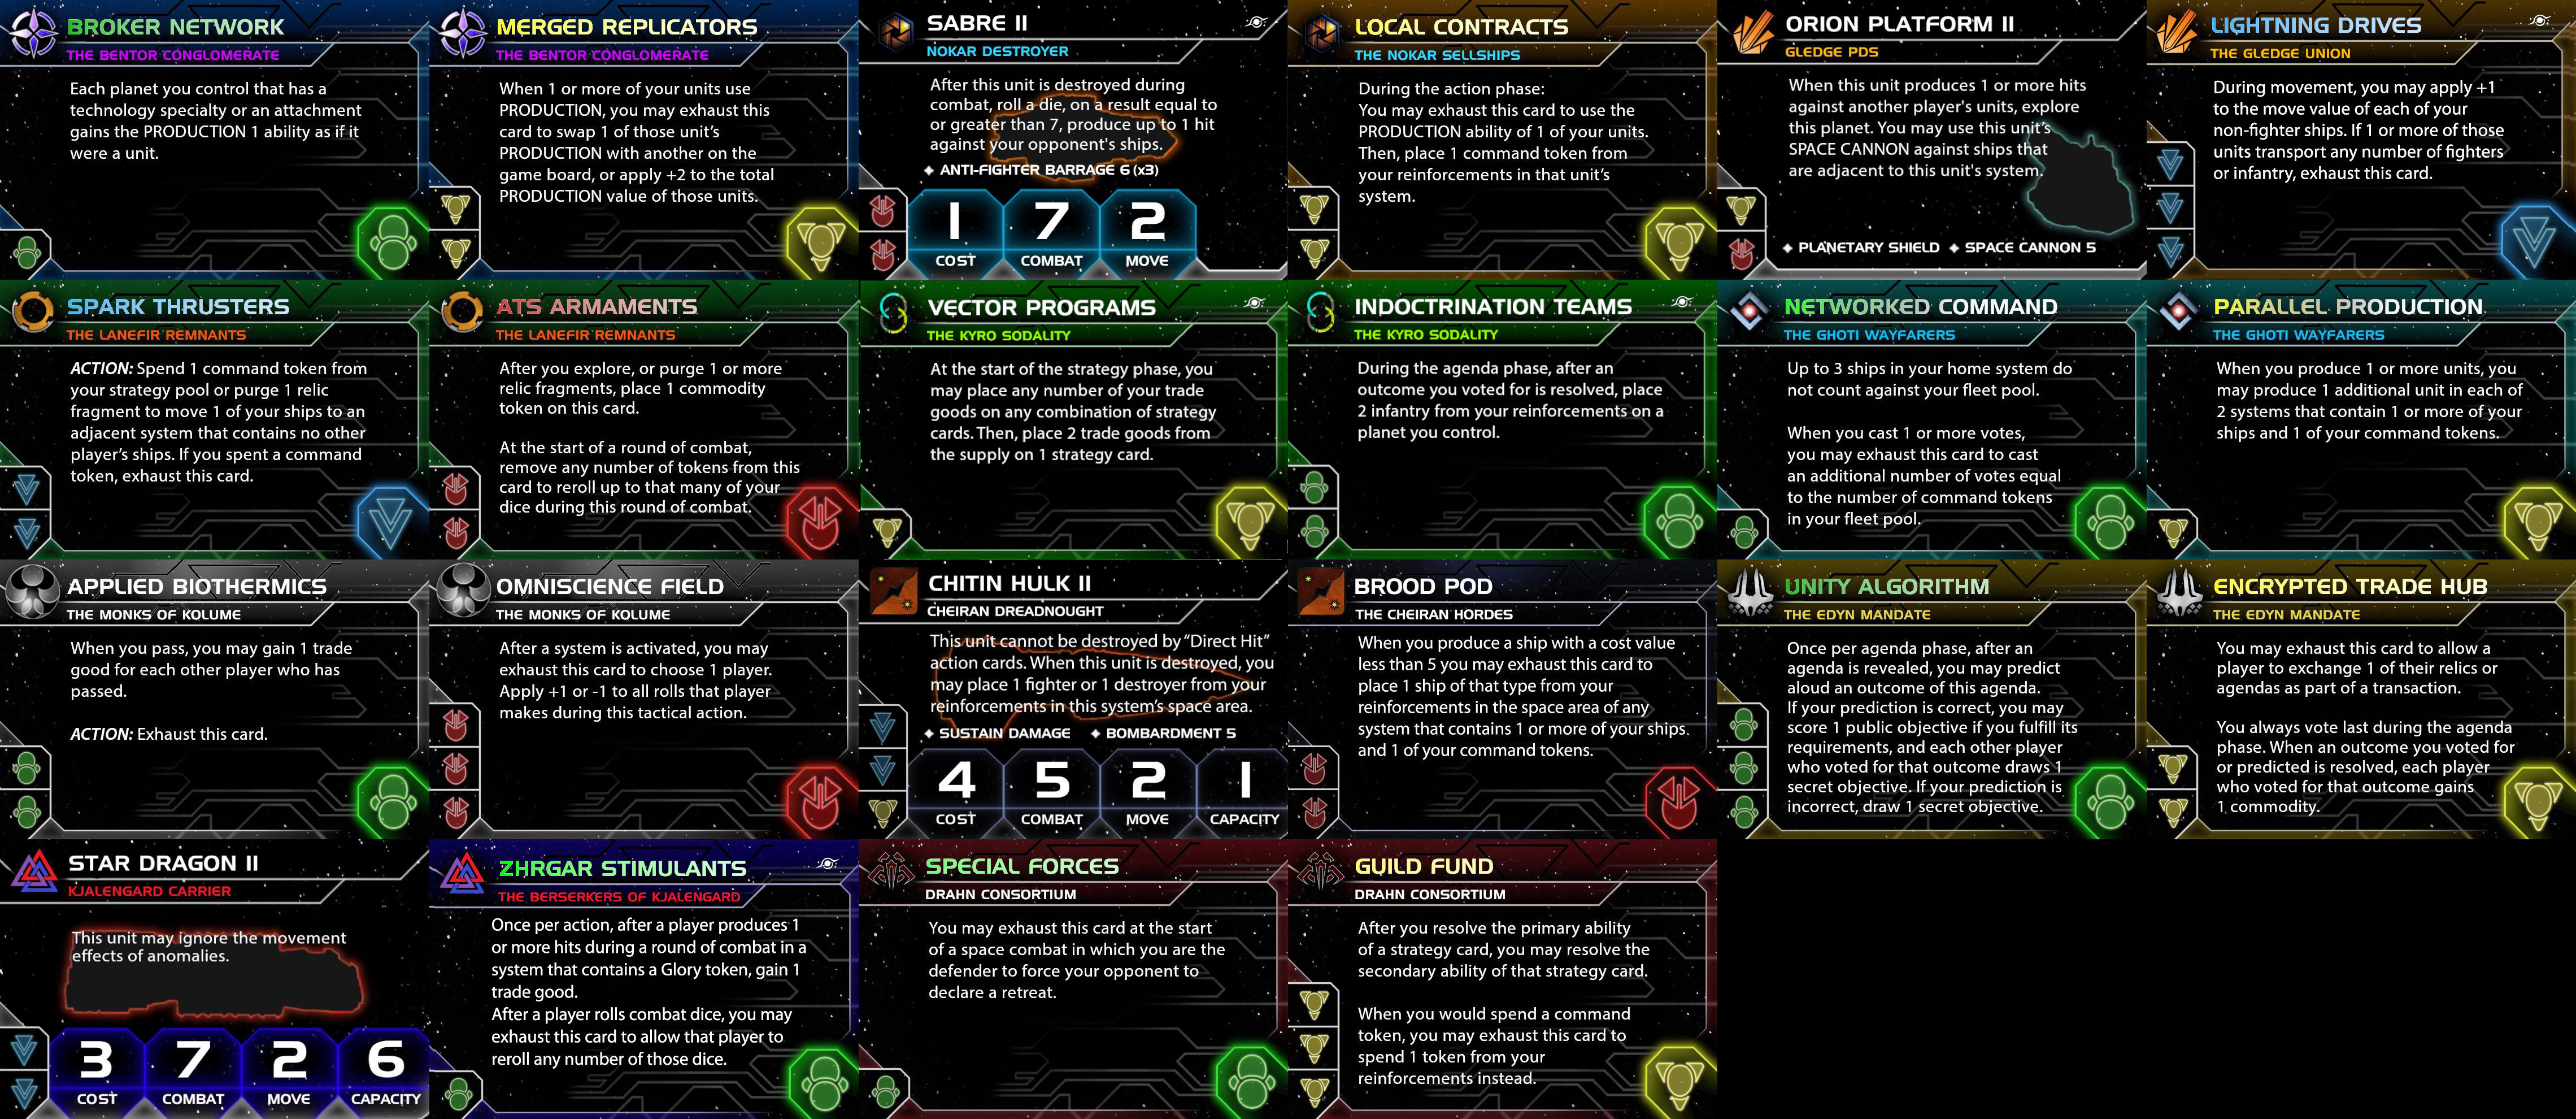 BROKER NETWORK
THE BENTOR CONGLOMERATE
Each planet you control that has a
technology specialty or an attachment
gains the PRODUCTION 1 ability as if it
were a unit.
MERGED REPLICATORS
THE BENTOR CONGLOMERATE
When 1 or more of your units use
PRODUCTION, you may exhaust this
card to swap 1 of those unit's
PRODUCTION with another on the
game board, or apply +2 to the total
PRODUCTION value of those units.
SABRE II
NOKAR DESTROYER
After this unit is destroyed during
combat, roll a die, on a result equal to
or greater than 7, produce up to 1 hit
against your opponent's ships.
ANTI-FIGHTER BARRAGE 6 (x3)
1 7 2
COST COMBAT MOVE
LOCAL CONTRACTS
THE NOKAR SELLSHIPS
During the action phase:
You may exhaust this card to use the
PRODUCTION ability of 1 of your units.
Then, place 1 command token from
your reinforcements in that unit's
system.
ORION PLATFORM II
GLEDGE PDS
When this unit produces 1 or more hits
against another player's units, explore
this planet. You may use this unit's
SPACE CANNON against ships that
are adjacent to this unit's system.
PLANETARY SHIELD SPACE CANNON 5
LIGHTNING DRIVES
THE GLEDGE UNION
During movement, you may apply +1
to the move value of each of your
non-fighter ships. If 1 or more of those
units transport any number of fighters
or infantry, exhaust this card.
SPARK THRUSTERS
THE LANEFIR REMNANTS
ACTION: Spend 1 command token from
your strategy pool or purge 1 relic
fragment to move 1 of your ships to an
adjacent system that contains no other
player's ships. If you spent a command
token, exhaust this card.
ATS ARMAMENTS
THE LANEFIR REMNANTS
After you explore, or purge 1 or more
relic fragments, place 1 commodity
token on this card.
At the start of a round of combat,
remove any number of tokens from this
card to reroll up to that many of your
dice during this round of combat.
VECTOR PROGRAMS
THE KYRO SODALITY
At the start of the strategy phase, you
may place any number of your trade
goods on any combination of strategy
cards. Then, place 2 trade goods from
the supply on 1 strategy card.
INDOCTRINATION TEAMS
THE KYRO SODALITY
During the agenda phase, after an
outcome you voted for is resolved, place
2 infantry from your reinforcements on a
planet you control.
NETWORKED COMMAND
THE GHOTI WAYFARERS
Up to 3 ships in your home system do
not count against your fleet pool.
When you cast 1 or more votes,
you may exhaust this card to cast
an additional number of votes equal
to the number of command tokens
in your fleet pool.
PARALLEL PRODUCTION
THE GHOTI WAYFARERS
When you produce 1 or more units, you
may produce 1 additional unit in each of
2 systems that contain 1 or more of your
ships and 1 of your command tokens.
APPLIED BIOTHERMICS
THE MONKS OF KOLUME
When you pass, you may gain 1 trade
good for each other player who has
passed.
ACTION: Exhaust this card.
OMNISCIENCE FIELD
THE MONKS OF KOLUME
After a system is activated, you may
exhaust this card to choose 1 player.
Apply +1 or -1 to all rolls that player
makes during this tactical action.
CHITIN HULK II
CHEIRAN DREADNOUGHT
This unit cannot be destroyed by “Direct Hit”
action cards. When this unit is destroyed, you
may place 1 fighter or 1 destroyer from your
reinforcements in this system's space area.
SUSTAIN DAMAGE BOMBARDMENT 5
4 5 2 1
COST COMBAT MOVE CAPACITY
BROOD POD
THE CHEIRAN HORDES
When you produce a ship with a cost value
less than 5 you may exhaust this card to
place 1 ship of that type from your
reinforcements in the space area of any
system that contains 1 or more of your ships
and 1 of your command tokens.
UNITY ALGORITHM
THE EDYN MANDATE
Once per agenda phase, after an
agenda is revealed, you may predict
aloud an outcome of this agenda.
If your prediction is correct, you may
score 1 public objective if you fulfill its
requirements, and each other player
who voted for that outcome draws 1
secret objective. If your prediction is
incorrect, draw 1 secret objective.
ENCRYPTED TRADE HUB
THE EDYN MANDATE
You may exhaust this card to allow a
player to exchange 1 of their relics or
agendas as part of a transaction.
You always vote last during the agenda
phase. When an outcome you voted for
or predicted is resolved, each player
who voted for that outcome gains
1 commodity.
STAR DRAGON II
KJALENGARD CARRIER
This unit may ignore the movement
effects of anomalies.
3 7 2 6
COST COMBAT MOVE CAPACITY
ZHRGAR STIMULANTS
THE BERSERKERS OF KJALENGARD
Once per action, after a player produces 1
or more hits during a round of combat in a
system that contains a Glory token, gain 1
trade good.
After a player rolls combat dice, you may
exhaust this card to allow that player to
reroll any number of those dice.
SPECIAL FORCES
DRAHN CONSORTIUM
You may exhaust this card at the start
of a space combat in which you are the
defender to force your opponent to
declare a retreat.
GUILD FUND
DRAHN CONSORTIUM
After you resolve the primary ability
of a strategy card, you may resolve the
secondary ability of that strategy card.
When you would spend a command
token, you may exhaust this card to
spend 1 token from your
reinforcements instead.